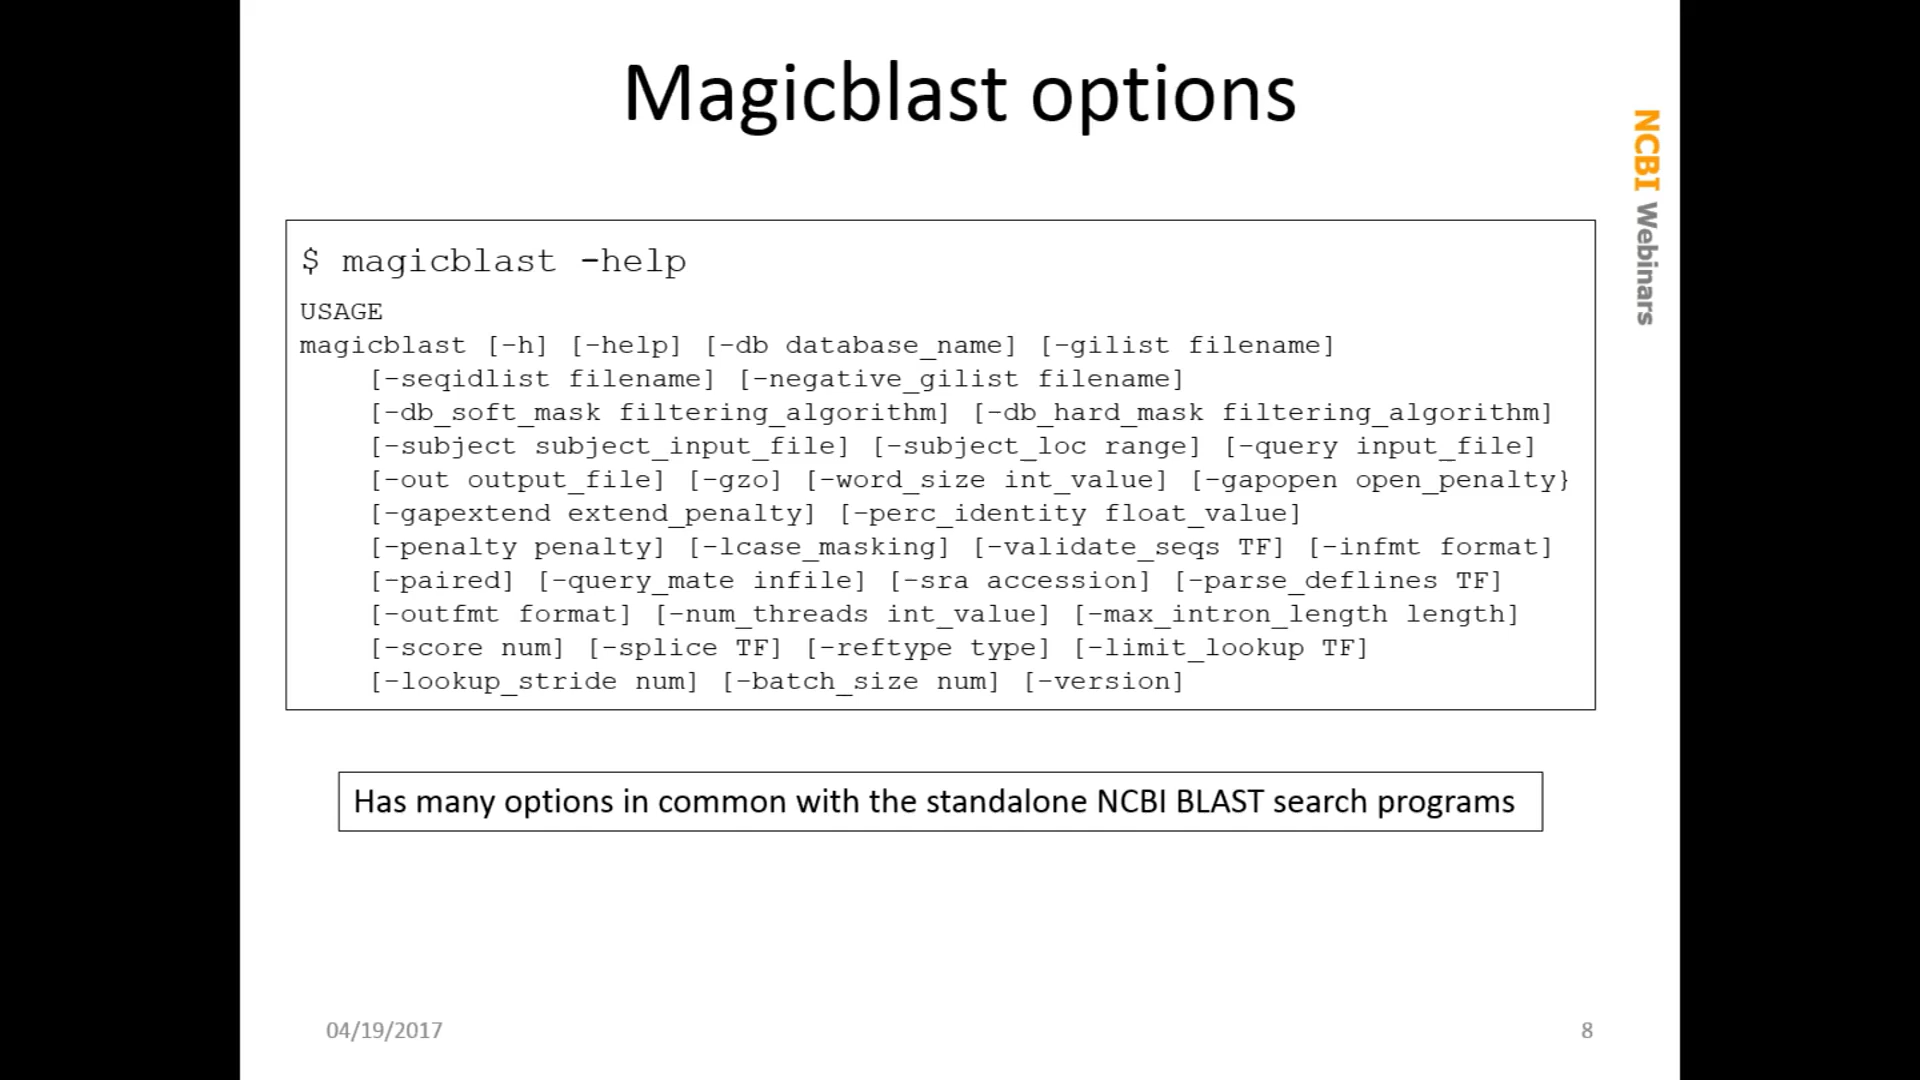 Magicblast options
NCBI Webinars
$ magicblast -help
USAGE
magicblast [-h] [-help] [-db database_name] [-gilist filename]
[-seqidlist filename] [-negative_gilist filename]
[-db_soft_mask filtering_algorithm] [-db_hard_mask filtering_algorithm]
[-subject subject_input_file] [-subject_loc range] [-query input_file]
[-out output_file] [-gzo] [-word_size int_value] [-gapopen open_penalty}
[-gapextend extend_penalty] [-perc_identity float_value]
[-penalty penalty] [-lcase_masking] [-validate_seqs TF] [-infmt format]
[-paired] [-query_mate infile] [-sra accession] [-parse_deflines TF]
[-outfmt format] [-num_threads int_value] [-max_intron_length length]
[-score num] [-splice TF] [-reftype type] [-limit_lookup TF]
[-lookup_stride num] [-batch_size num] [-version]
Has many options in common with the standalone NCBI BLAST search programs
04/19/2017
8